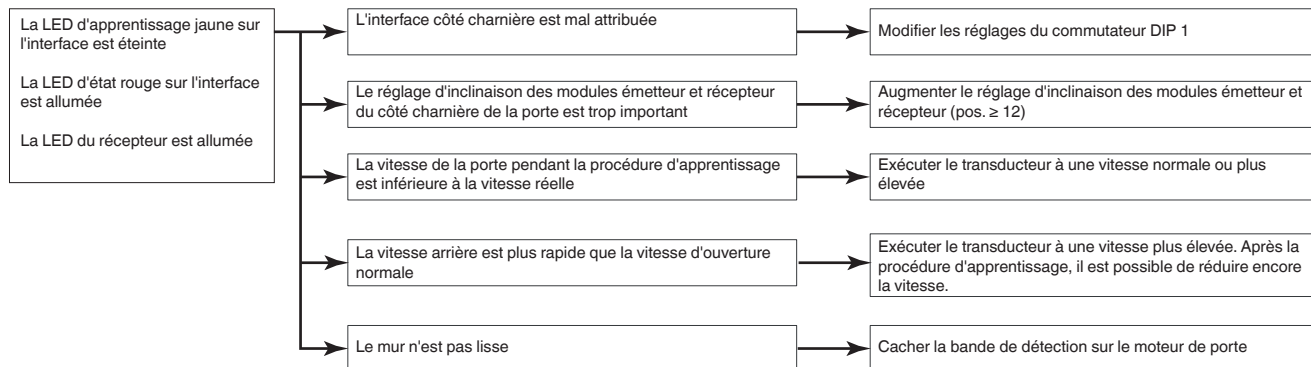 La LED d'apprentissage jaune sur
l'interface est éteinte
La LED d'état rouge sur l'interface
est allumée
La LED du récepteur est allumée
L'interface côté charnière est mal attribuée
Modifier les réglages du commutateur DIP 1
Le réglage d'inclinaison des modules émetteur et récepteur
du côté charnière de la porte est trop important
Augmenter le réglage d'inclinaison des modules émetteur et
récepteur (pos. ≥ 12)
La vitesse de la porte pendant la procédure d'apprentissage
est inférieure à la vitesse réelle
Exécuter le transducteur à une vitesse normale ou plus
élevée
La vitesse arrière est plus rapide que la vitesse d'ouverture
normale
Exécuter le transducteur à une vitesse plus élevée. Après la
procédure d'apprentissage, il est possible de réduire encore
la vitesse.
Le mur n'est pas lisse
Cacher la bande de détection sur le moteur de porte